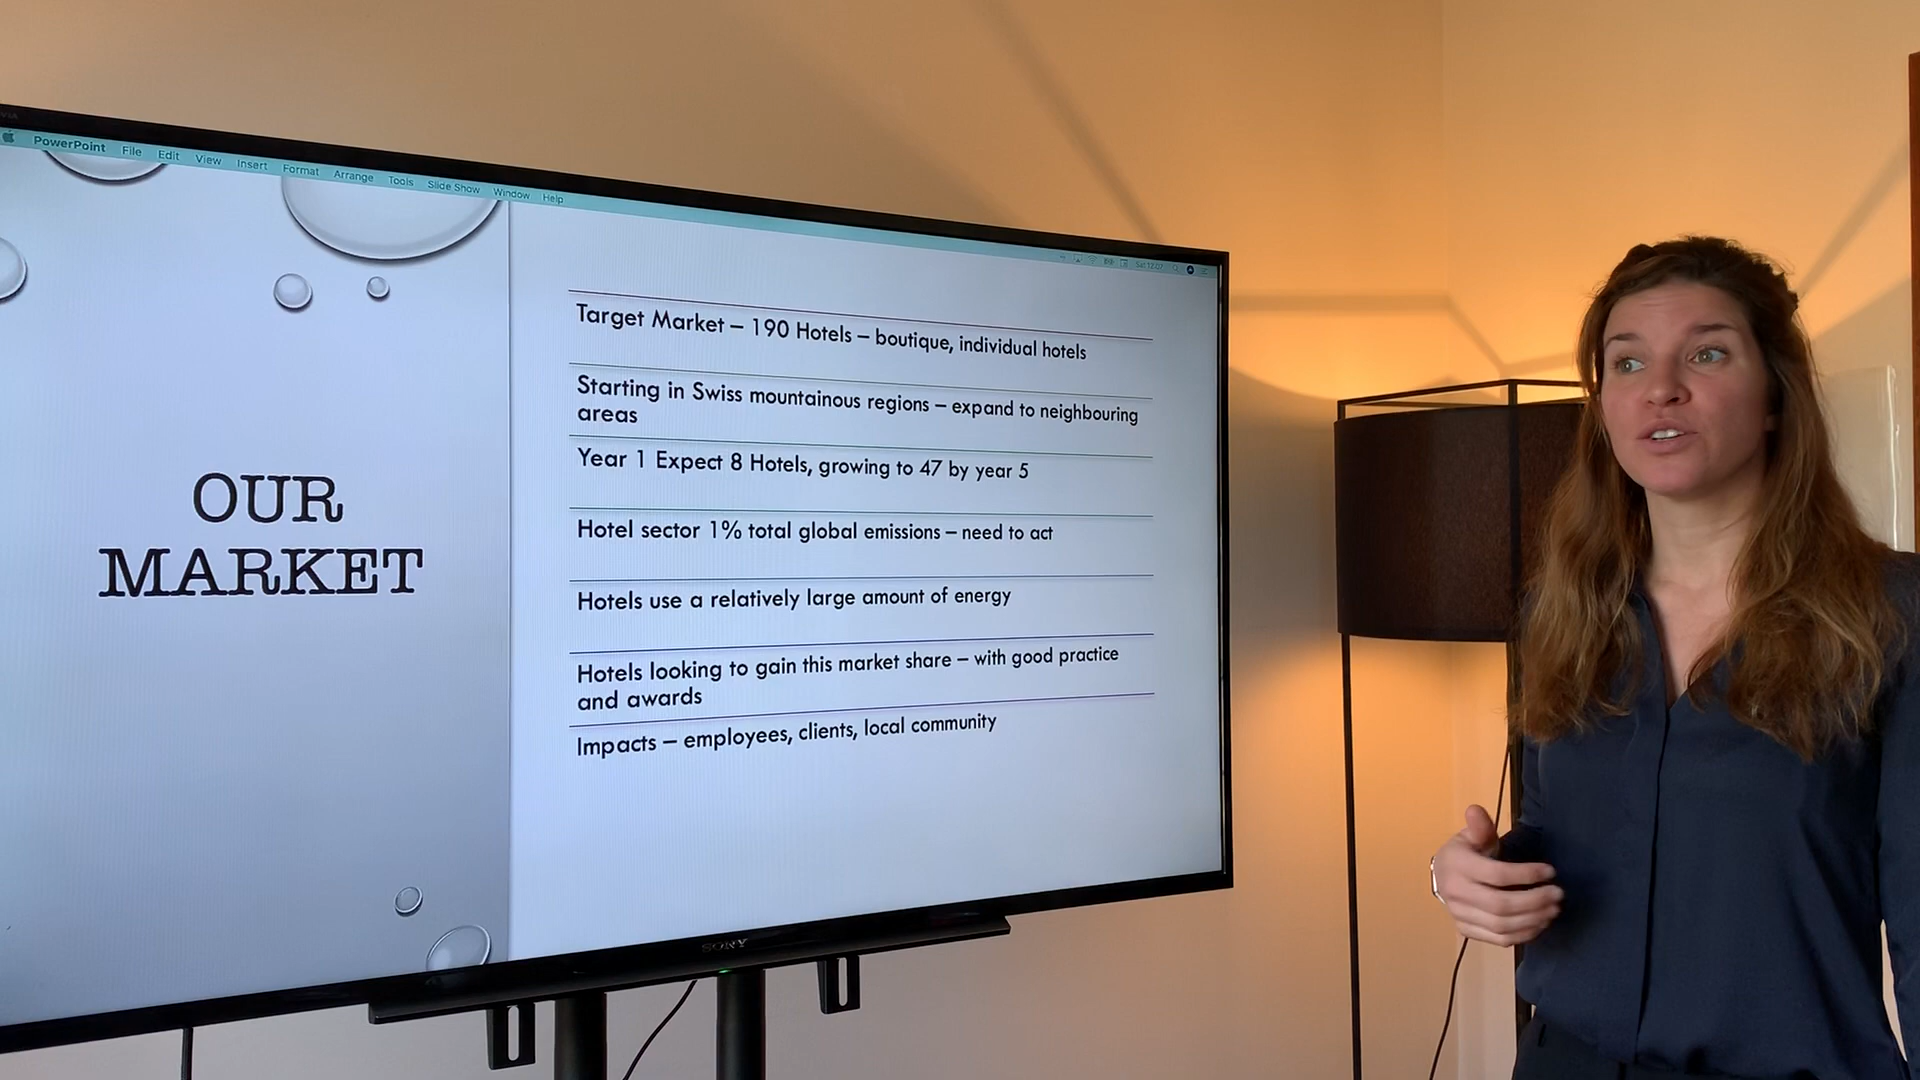 PowerPoint File Edit View Insert Format Arrange Tools Slide Show Window Help
Sat 12:07
OUR
MARKET
Target Market – 190 Hotels – boutique, individual hotels
Starting in Swiss mountainous regions – expand to neighbouring
areas
Year 1 Expect 8 Hotels, growing to 47 by year 5
Hotel sector 1% total global emissions – need to act
Hotels use a relatively large amount of energy
Hotels looking to gain this market share – with good practice
and awards
Impacts – employees, clients, local community
SONY